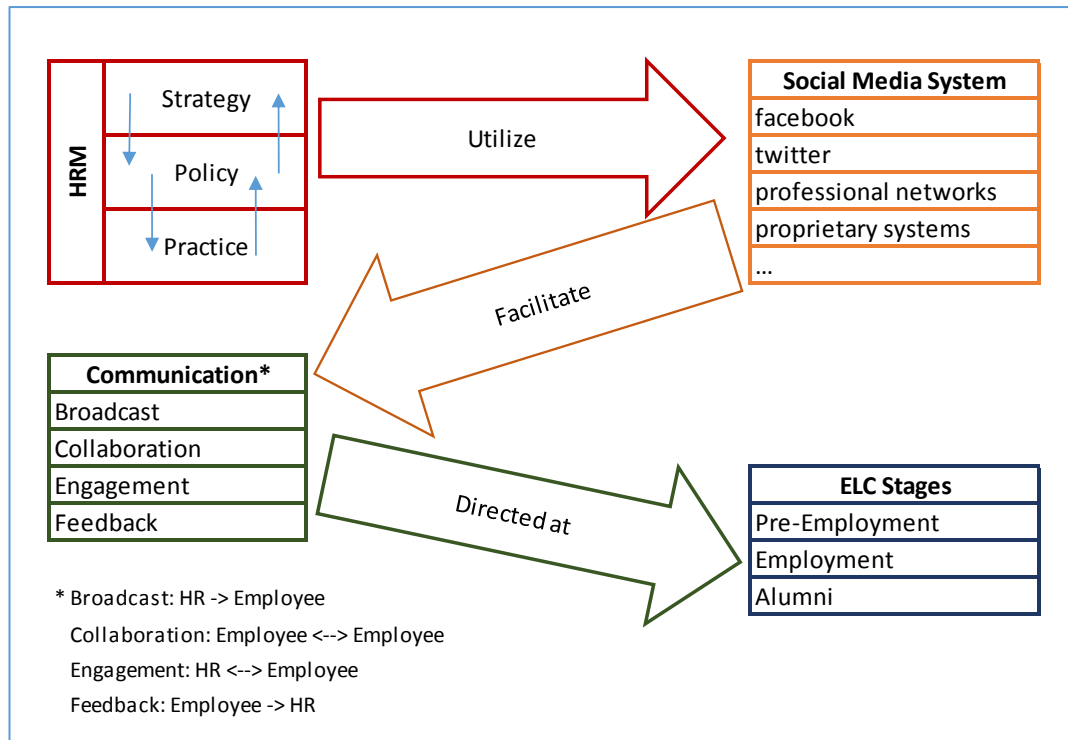 HRM
Strategy
Policy
Practice
Utilize
Social Media System
facebook
twitter
professional networks
proprietary systems
...
Facilitate
Communication*
Broadcast
Collaboration
Engagement
Feedback
Directed at
ELC Stages
Pre-Employment
Employment
Alumni
* Broadcast: HR -> Employee
Collaboration: Employee <--> Employee
Engagement: HR <--> Employee
Feedback: Employee -> HR